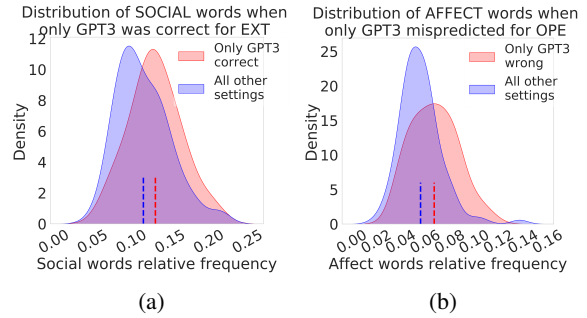 Distribution of SOCIAL words when
only GPT3 was correct for EXT
12
10
8
6
4
2
0
Density
Only GPT3
correct
All other
settings
0.00 0.05 0.10 0.15 0.20 0.25
Social words relative frequency
(a)
Distribution of AFFECT words when
only GPT3 mispredicted for OPE
25
20
15
10
5
0
Density
Only GPT3
wrong
All other
settings
0.00 0.02 0.04 0.06 0.08 0.10 0.12 0.14 0.16
Affect words relative frequency
(b)